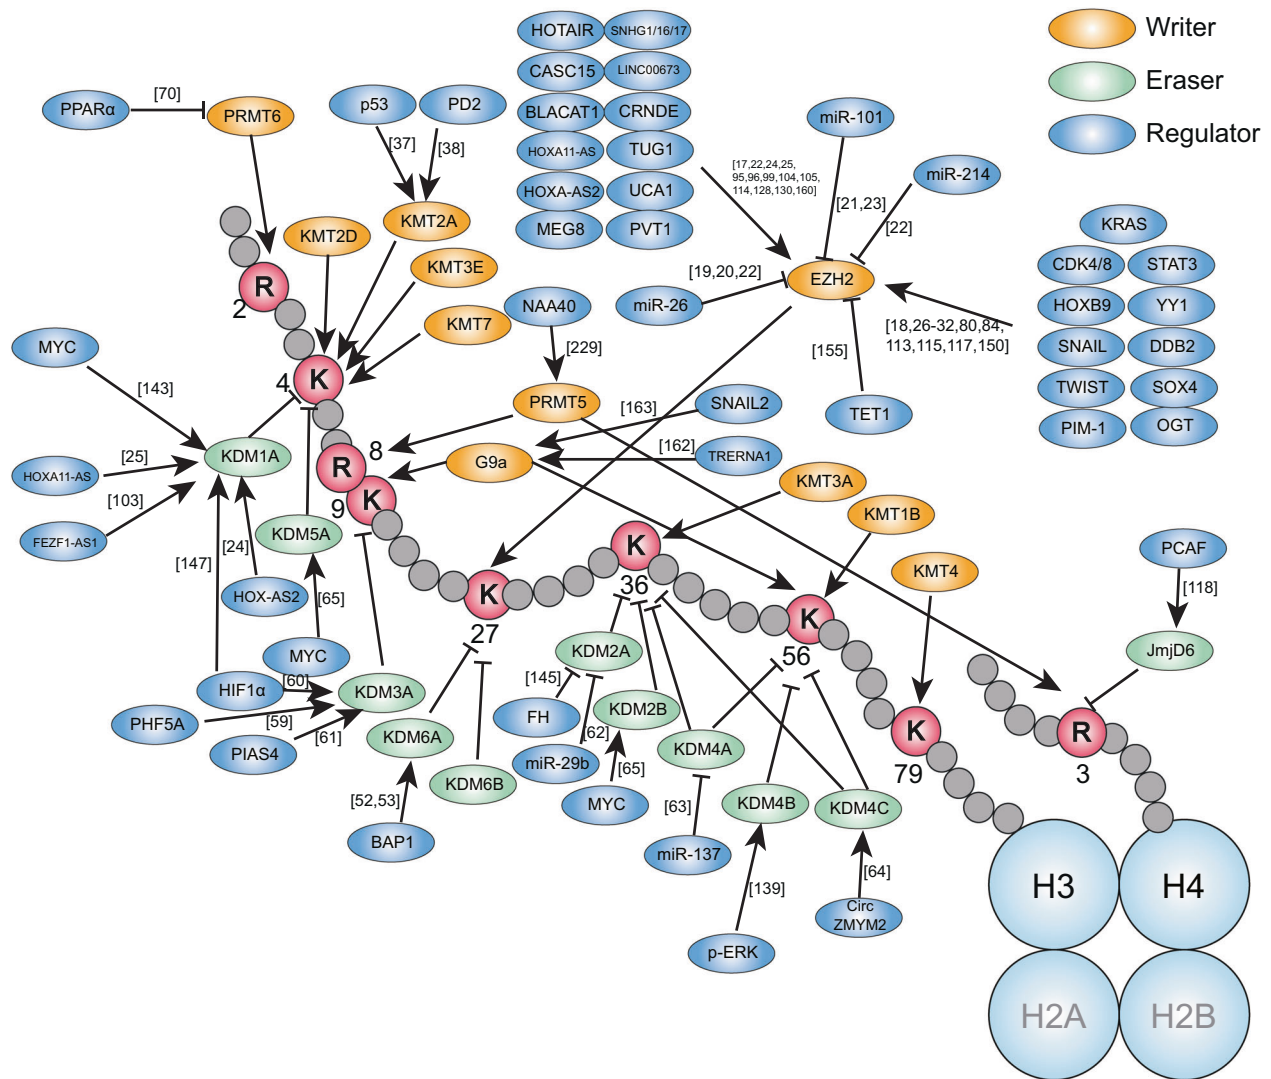 HOTAIR
SNHG1/16/17
CASC15
LINC00673
BLACAT1
CRNDE
HOXA11-AS
TUG1
HOXA-AS2
UCA1
MEG8
PVT1
Writer
Eraser
Regulator
PPARα
[70]
PRMT6
p53
PD2
[37]
[38]
KMT2A
KMT2D
KMT3E
KMT7
NAA40
[229]
PRMT5
[17,22,24,25,
95,96,99,104,105,
114,128,130,160]
miR-101
miR-214
[21,23]
[22]
[19,20,22]
miR-26
EZH2
[155]
TET1
[18,26-32,80,84,
113,115,117,150]
KRAS
CDK4/8
STAT3
HOXB9
YY1
SNAIL
DDB2
TWIST
SOX4
PIM-1
OGT
R
2
K
4
MYC
[143]
KDM1A
HOXA11-AS
[25]
[103]
FEZF1-AS1
[147]
[24]
HOX-AS2
KDM5A
[65]
MYC
R
8
K
9
G9a
[163]
SNAIL2
[162]
TRERNA1
KMT3A
KMT1B
KMT4
PCAF
[118]
JmjD6
K
27
K
36
K
56
K
79
R
3
HIF1α
[60]
KDM3A
PHF5A
[59]
PIAS4
[61]
KDM6A
KDM6B
[52,53]
BAP1
KDM2A
[145]
FH
[62]
miR-29b
KDM2B
[65]
MYC
KDM4A
[63]
miR-137
KDM4B
[139]
p-ERK
KDM4C
[64]
Circ
ZMYM2
H3
H4
H2A
H2B